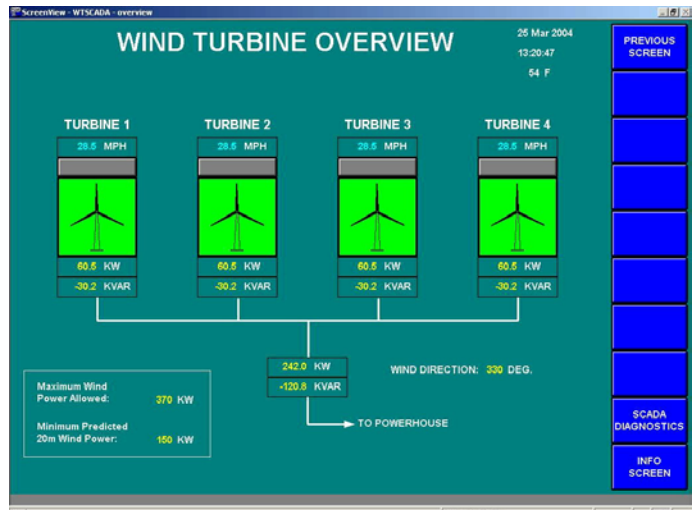 ScreenView - WTSCADA - overview
WIND TURBINE OVERVIEW
25 Mar 2004
13:20:47
54 F
PREVIOUS
SCREEN
TURBINE 1
TURBINE 2
TURBINE 3
TURBINE 4
28.5 MPH
28.5 MPH
28.5 MPH
28.5 MPH
60.5 KW
60.5 KW
60.5 KW
60.5 KW
-30.2 KVAR
-30.2 KVAR
-30.2 KVAR
-30.2 KVAR
242.0 KW
-120.8 KVAR
WIND DIRECTION: 330 DEG.
TO POWERHOUSE
Maximum Wind
Power Allowed: 370 KW
Minimum Predicted
20m Wind Power: 150 KW
SCADA
DIAGNOSTICS
INFO
SCREEN